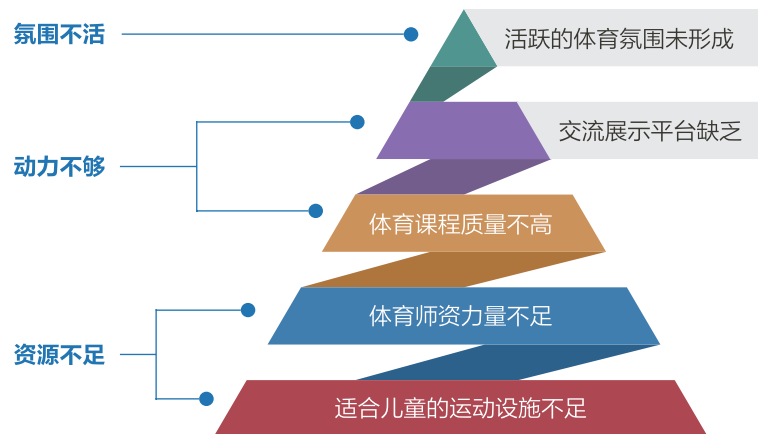 氛围不活
活跃的体育氛围未形成
交流展示平台缺乏
动力不够
体育课程质量不高
体育师资力量不足
资源不足
适合儿童的运动设施不足